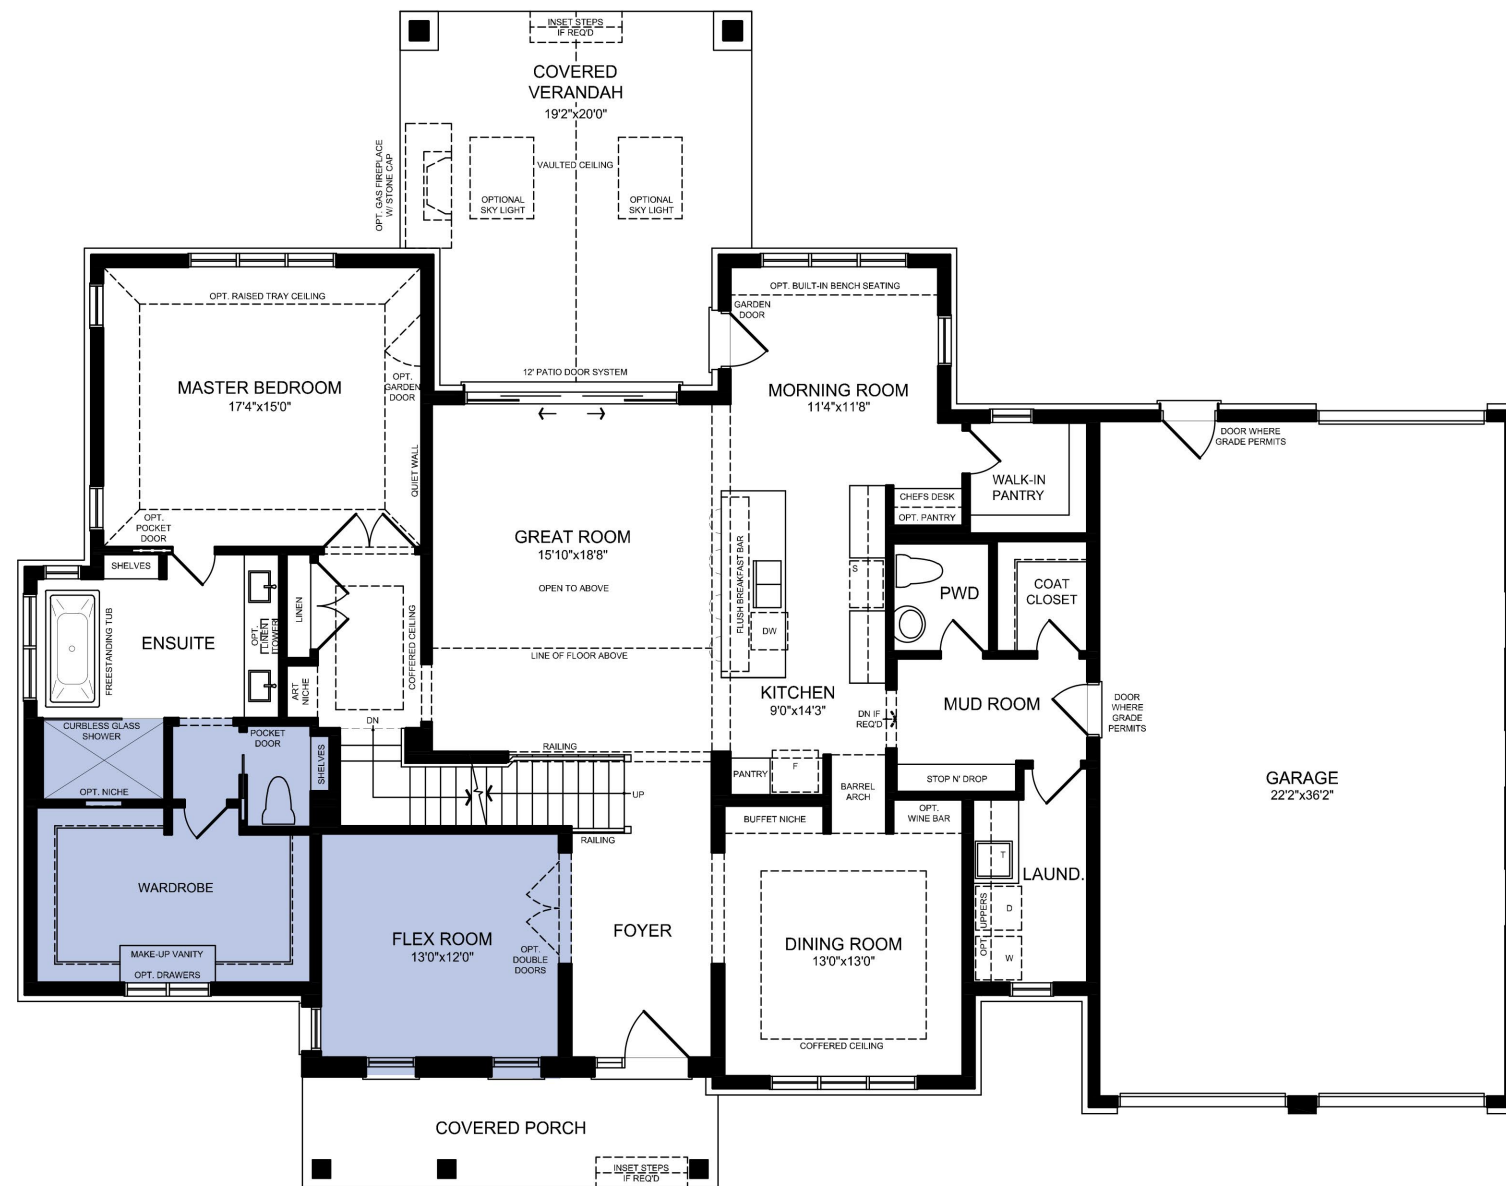 INSET STEPS
IF REQ'D
COVERED
VERANDAH
19'2"x20'0"
OPT. GAS FIREPLACE
W/ STONE CAP
VAULTED CEILING
OPTIONAL
SKY LIGHT
OPTIONAL
SKY LIGHT
OPT. RAISED TRAY CEILING
MASTER BEDROOM
17'4"x15'0"
OPT.
GARDEN
DOOR
QUIET WALL
OPT.
POCKET
DOOR
12' PATIO DOOR SYSTEM
GARDEN
DOOR
OPT. BUILT-IN BENCH SEATING
MORNING ROOM
11'4"x11'8"
DOOR WHERE
GRADE PERMITS
WALK-IN
PANTRY
CHEFS DESK
OPT. PANTRY
GREAT ROOM
15'10"x18'8"
OPEN TO ABOVE
LINE OF FLOOR ABOVE
FLUSH BREAKFAST BAR
DW
S
PWD
COAT
CLOSET
SHELVES
FREESTANDING TUB
ENSUITE
OPT.
LINEN
TOWER
LINEN
COFFERED CEILING
ART
NICHE
KITCHEN
9'0"x14'3"
DN IF
REQ'D
MUD ROOM
DOOR
WHERE
GRADE
PERMITS
CURBLESS GLASS
SHOWER
OPT. NICHE
POCKET
DOOR
SHELVES
DN
RAILING
UP
RAILING
PANTRY
F
BARREL
ARCH
STOP N' DROP
GARAGE
22'2"x36'2"
BUFFET NICHE
OPT.
WINE BAR
WARDROBE
MAKE-UP VANITY
OPT. DRAWERS
FLEX ROOM
13'0"x12'0"
OPT.
DOUBLE
DOORS
FOYER
DINING ROOM
13'0"x13'0"
COFFERED CEILING
T
LAUND.
OPT. UPPERS
D
W
COVERED PORCH
INSET STEPS
IF REQ'D